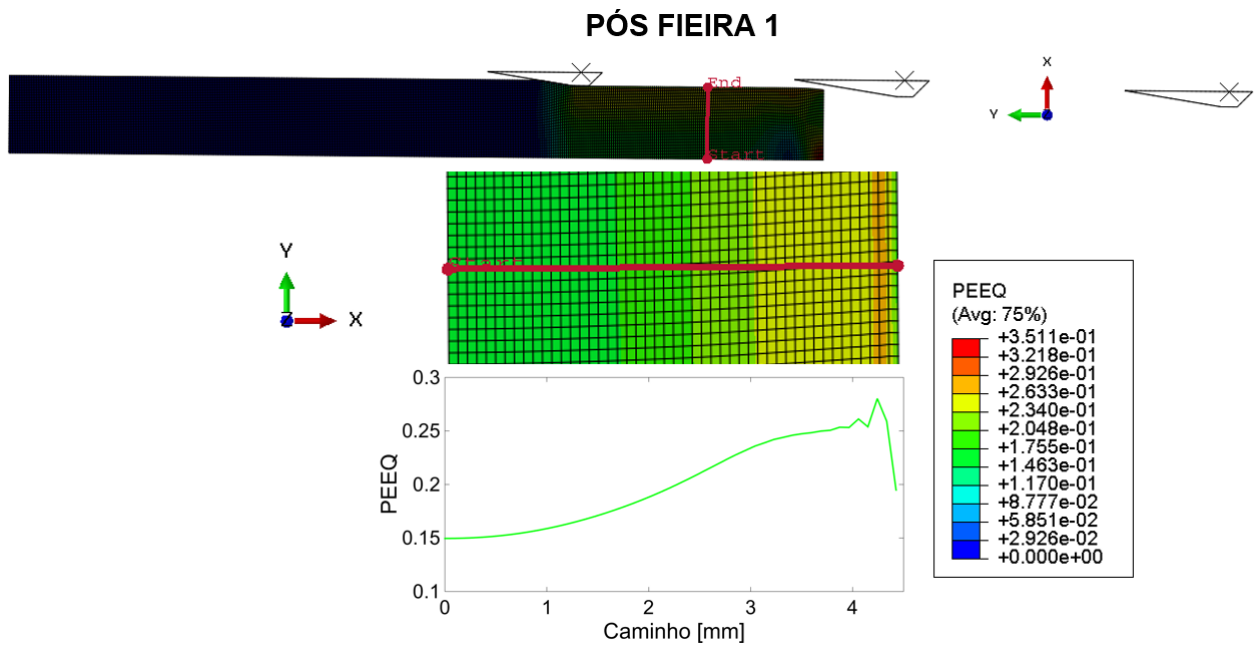 PÓS FIEIRA 1
End
Start
X
Y
Y
X
Z
Start
PEEQ
(Avg: 75%)
+3.511e-01
+3.218e-01
+2.926e-01
+2.633e-01
+2.340e-01
+2.048e-01
+1.755e-01
+1.463e-01
+1.170e-01
+8.777e-02
+5.851e-02
+2.926e-02
+0.000e+00
0.3
0.25
0.2
0.15
0.1
PEEQ
0 1 2 3 4
Caminho [mm]